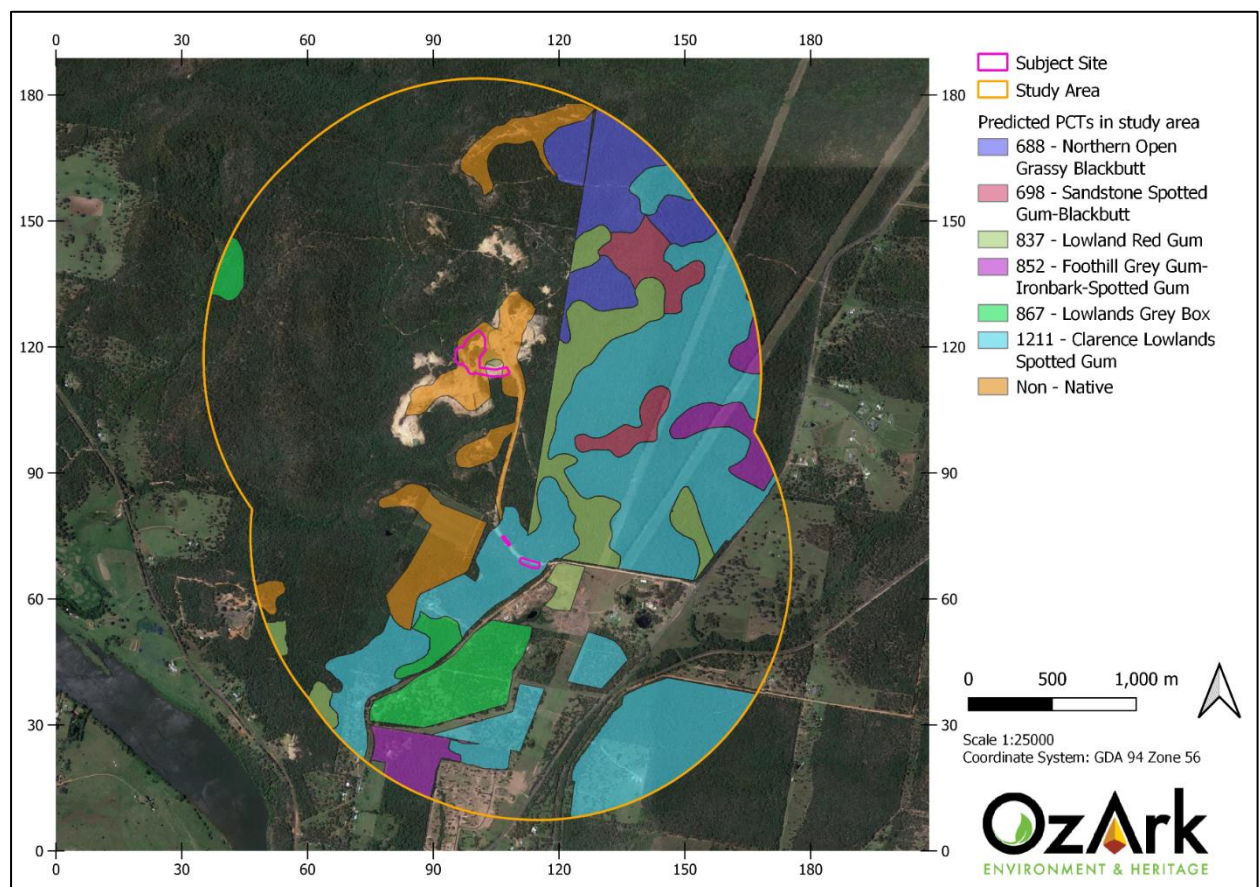 0 30 60 90 120 150 180
180 180
150 150
120 120
90 90
60 60
30 30
0 0
0 30 60 90 120 150 180
Subject Site
Study Area
Predicted PCTs in study area
688 - Northern Open
Grassy Blackbutt
698 - Sandstone Spotted
Gum-Blackbutt
837 - Lowland Red Gum
852 - Foothill Grey Gum-
Ironbark-Spotted Gum
867 - Lowlands Grey Box
1211 - Clarence Lowlands
Spotted Gum
Non - Native
0 500 1,000 m
Scale 1:25000
Coordinate System: GDA 94 Zone 56
OzArk
ENVIRONMENT & HERITAGE